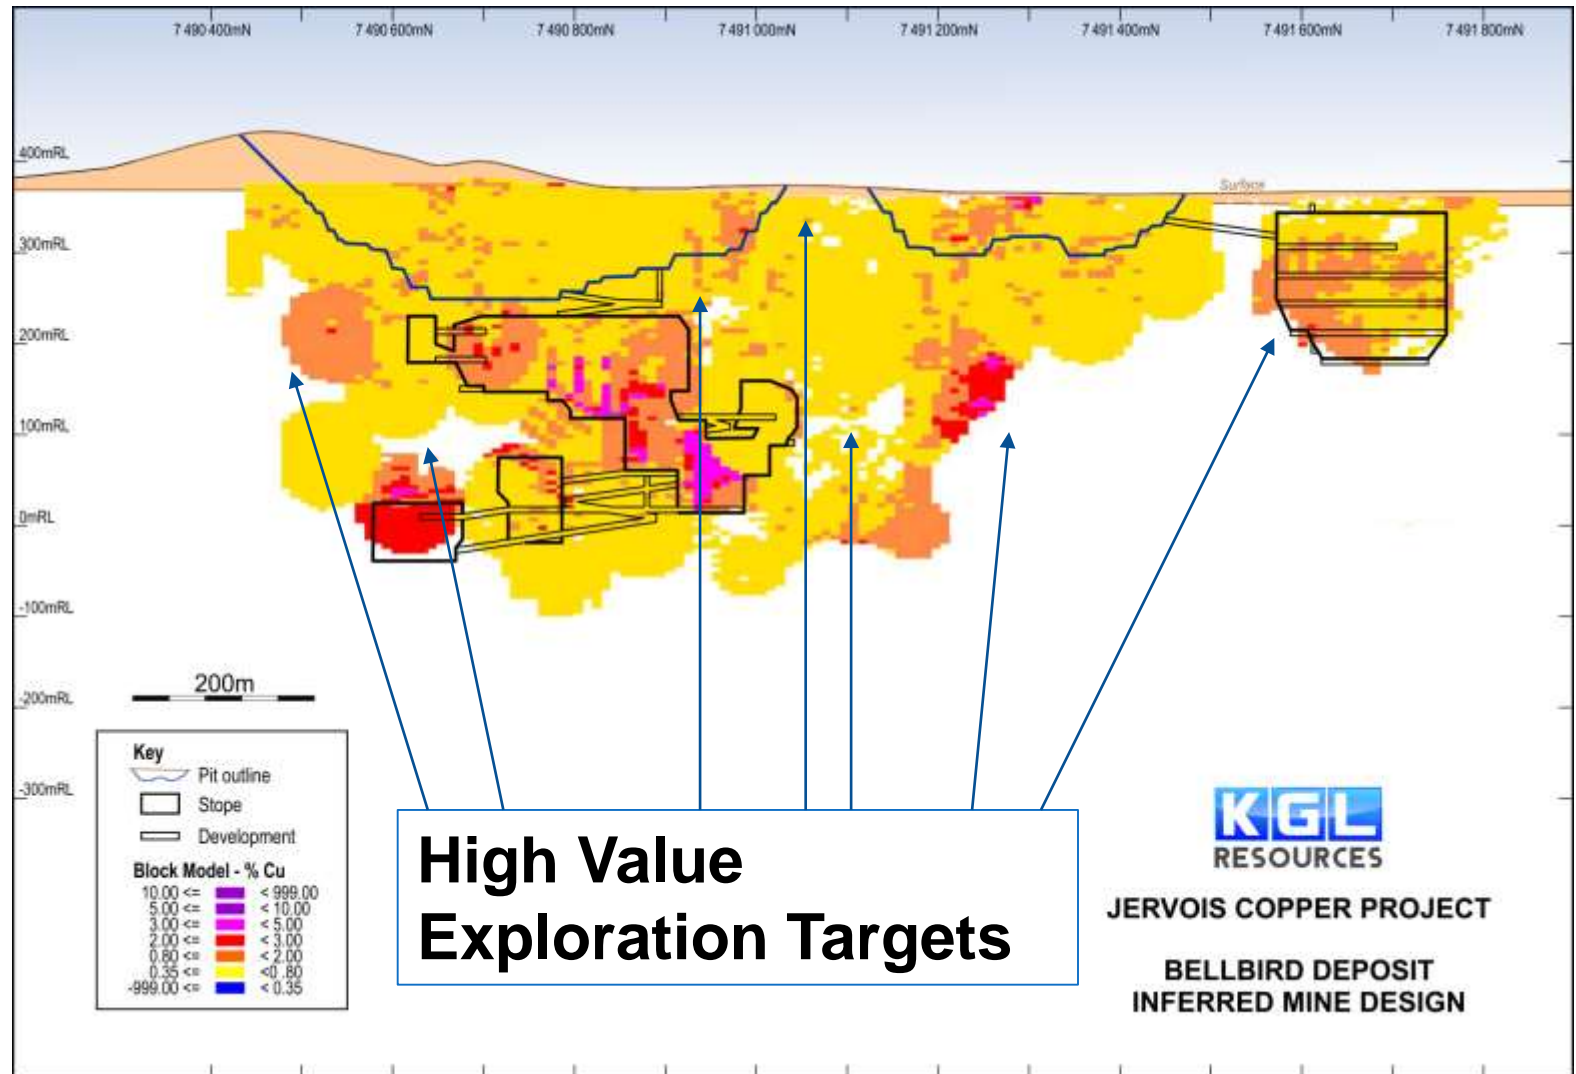 7 490 400mN 7 490 600mN 7 490 800mN 7 491 000mN 7 491 200mN 7 491 400mN 7 491 600mN 7 491 800mN
400mRL
Surface
300mRL
200mRL
100mRL
0mRL
-100mRL
-200mRL
-300mRL
200m
Key
Pit outline
Stope
Development
Block Model - % Cu
10.00 <= < 999.00
5.00 <= < 10.00
3.00 <= < 5.00
2.00 <= < 3.00
0.80 <= < 2.00
0.35 <= <0 .80
-999.00 <= < 0.35
High Value
Exploration Targets
KGL
RESOURCES
JERVOIS COPPER PROJECT
BELLBIRD DEPOSIT
INFERRED MINE DESIGN